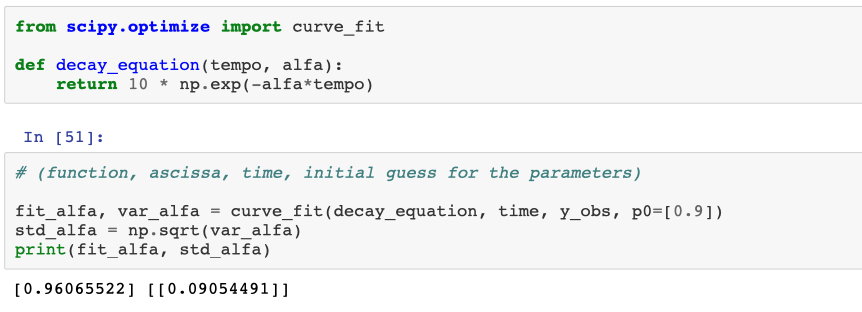 from scipy.optimize import curve_fit
def decay_equation(tempo, alfa):
    return 10 * np.exp(-alfa*tempo)
In [51]:
# (function, ascissa, time, initial guess for the parameters)
fit_alfa, var_alfa = curve_fit(decay_equation, time, y_obs, p0=[0.9])
std_alfa = np.sqrt(var_alfa)
print(fit_alfa, std_alfa)
[0.96065522] [[0.09054491]]